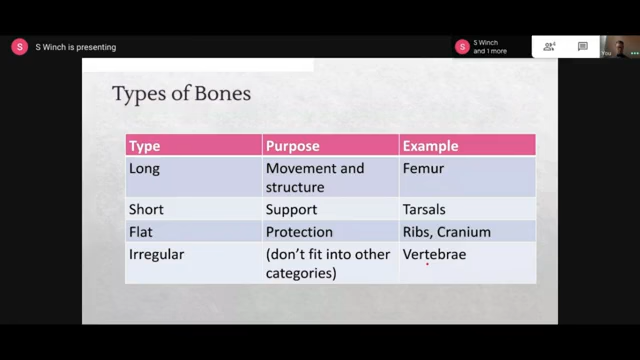 S S Winch is presenting
S S Winch
and 1 more
You
Types of Bones
Type Purpose Example
Long Movement and structure Femur
Short Support Tarsals
Flat Protection Ribs, Cranium
Irregular (don't fit into other categories) Vertebrae